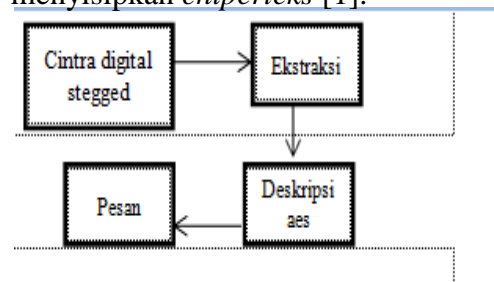 menyisipkan chiperteks [1].
Cintra digital
stegged
Ekstraksi
Pesan
Deskripsi
aes